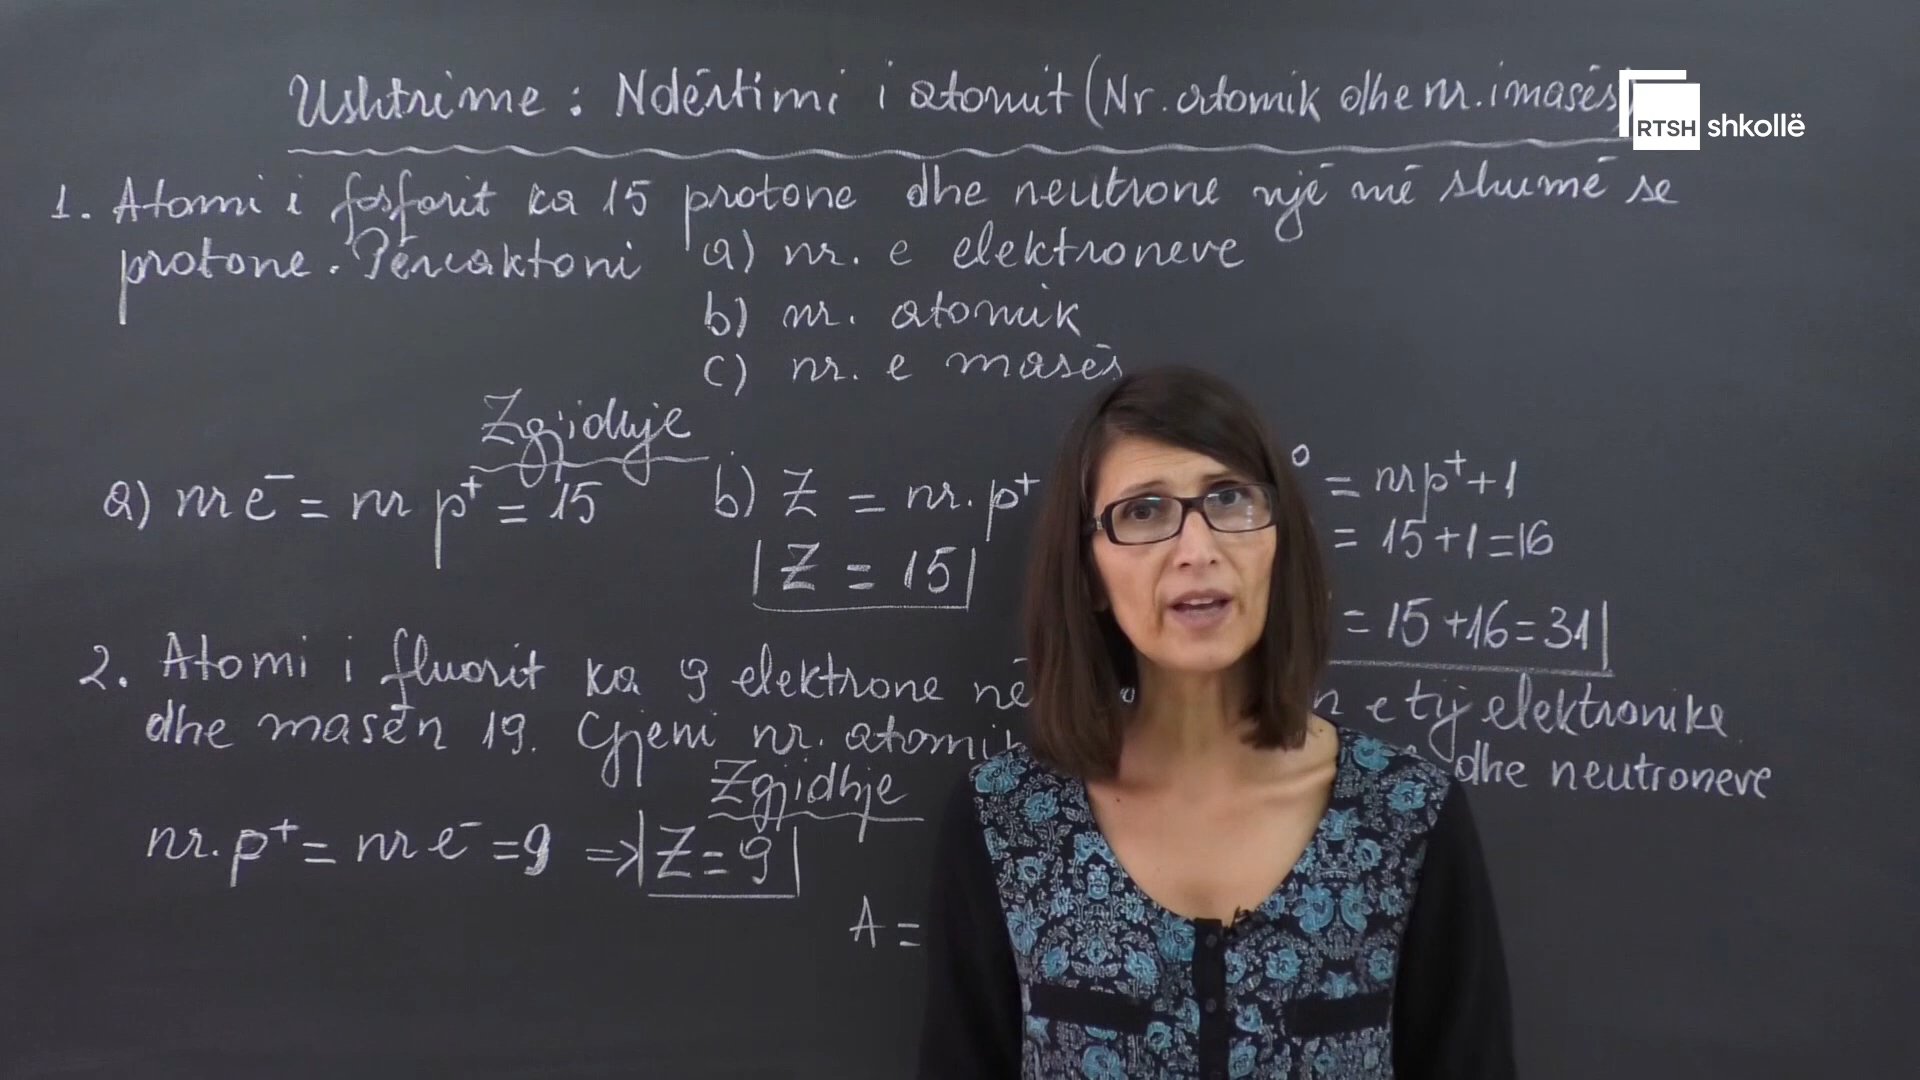 Ushtrime : Ndërtimi i atomit (Nr. atomik dhe nr. i masës)
RTSH shkollë
1. Atomi i fosforit ka 15 protone dhe neutrone një më shumë se
protone. Përcaktoni a) nr. e elektroneve
b) nr. atomik
c) nr. e masës
Zgjidhje
a) nr e⁻ = nr p⁺ = 15 b) Z = nr. p⁺ ° = nr p⁺ + 1
|Z = 15| = 15 + 1 = 16
= 15 + 16 = 31|
2. Atomi i fluorit ka 9 elektrone në e tij elektronike
dhe masën 19. Gjeni nr. dhe neutroneve
Zgjidhje
nr. p⁺ = nr e⁻ = 9 => |Z = 9|
A =